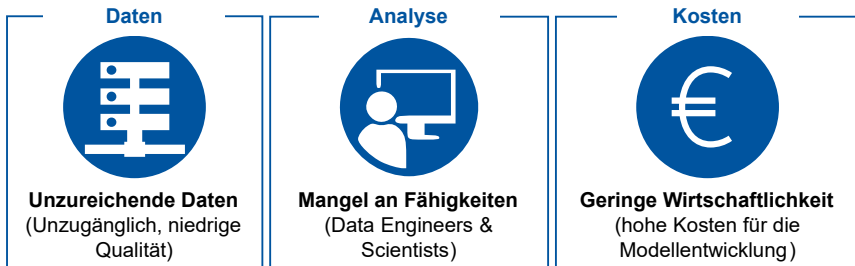 Daten
Unzureichende Daten
(Unzugänglich, niedrige
Qualität)
Analyse
Mangel an Fähigkeiten
(Data Engineers &
Scientists)
Kosten
€
Geringe Wirtschaftlichkeit
(hohe Kosten für die
Modellentwicklung)